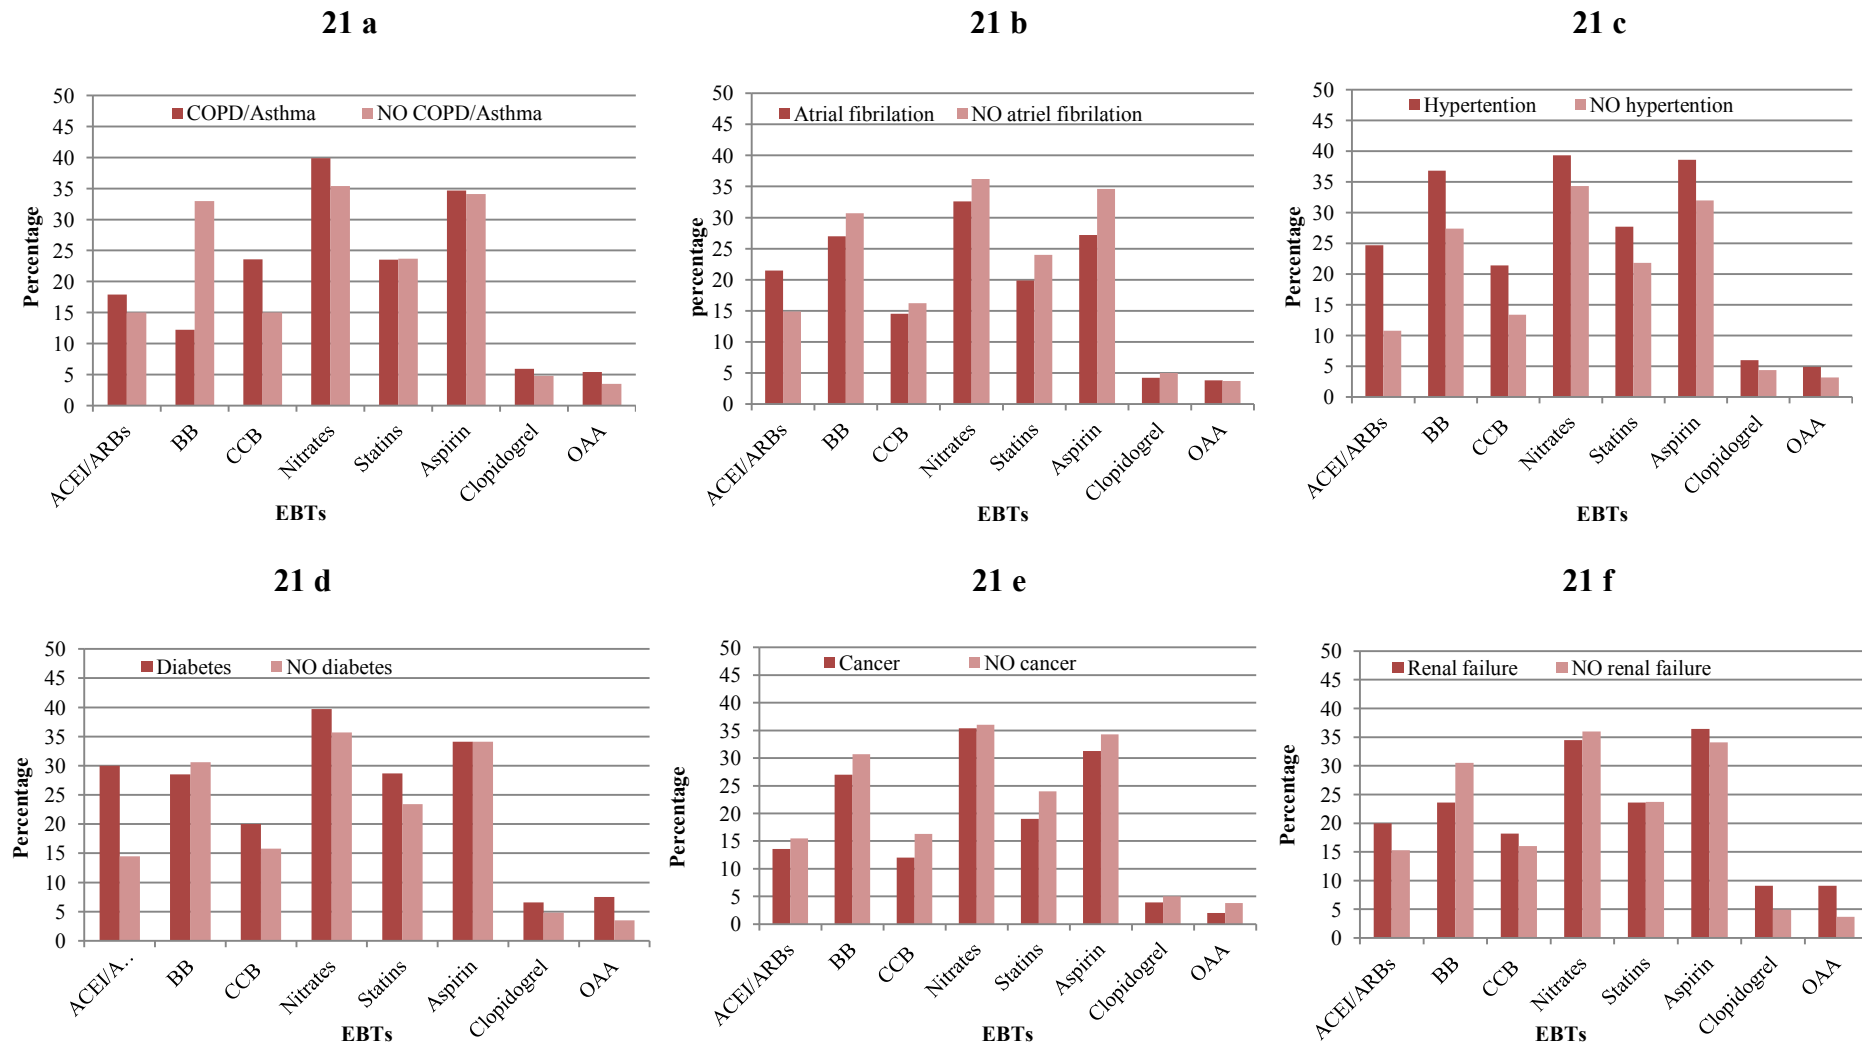 21 a
COPD/Asthma NO COPD/Asthma
50
45
40
35
30
25
20
15
10
5
0
Percentage
ACEI/ARBs BB CCB Nitrates Statins Aspirin Clopidogrel OAA
EBTs
21 b
Atrial fibrilation NO atriel fibrilation
50
45
40
35
30
25
20
15
10
5
0
percentage
ACEI/ARBs BB CCB Nitrates Statins Aspirin Clopidogrel OAA
EBTs
21 c
Hypertention NO hypertention
50
45
40
35
30
25
20
15
10
5
0
Percentage
ACEI/ARBs BB CCB Nitrates Statins Aspirin Clopidogrel OAA
EBTs
21 d
Diabetes NO diabetes
50
45
40
35
30
25
20
15
10
5
0
Percentage
ACEI/A.. BB CCB Nitrates Statins Aspirin Clopidogrel OAA
EBTs
21 e
Cancer NO cancer
50
45
40
35
30
25
20
15
10
5
0
Percentage
ACEI/ARBs BB CCB Nitrates Statins Aspirin Clopidogrel OAA
EBTs
21 f
Renal failure NO renal failure
50
45
40
35
30
25
20
15
10
5
0
Percentage
ACEI/ARBs BB CCB Nitrates Statins Aspirin Clopidogrel OAA
EBTs